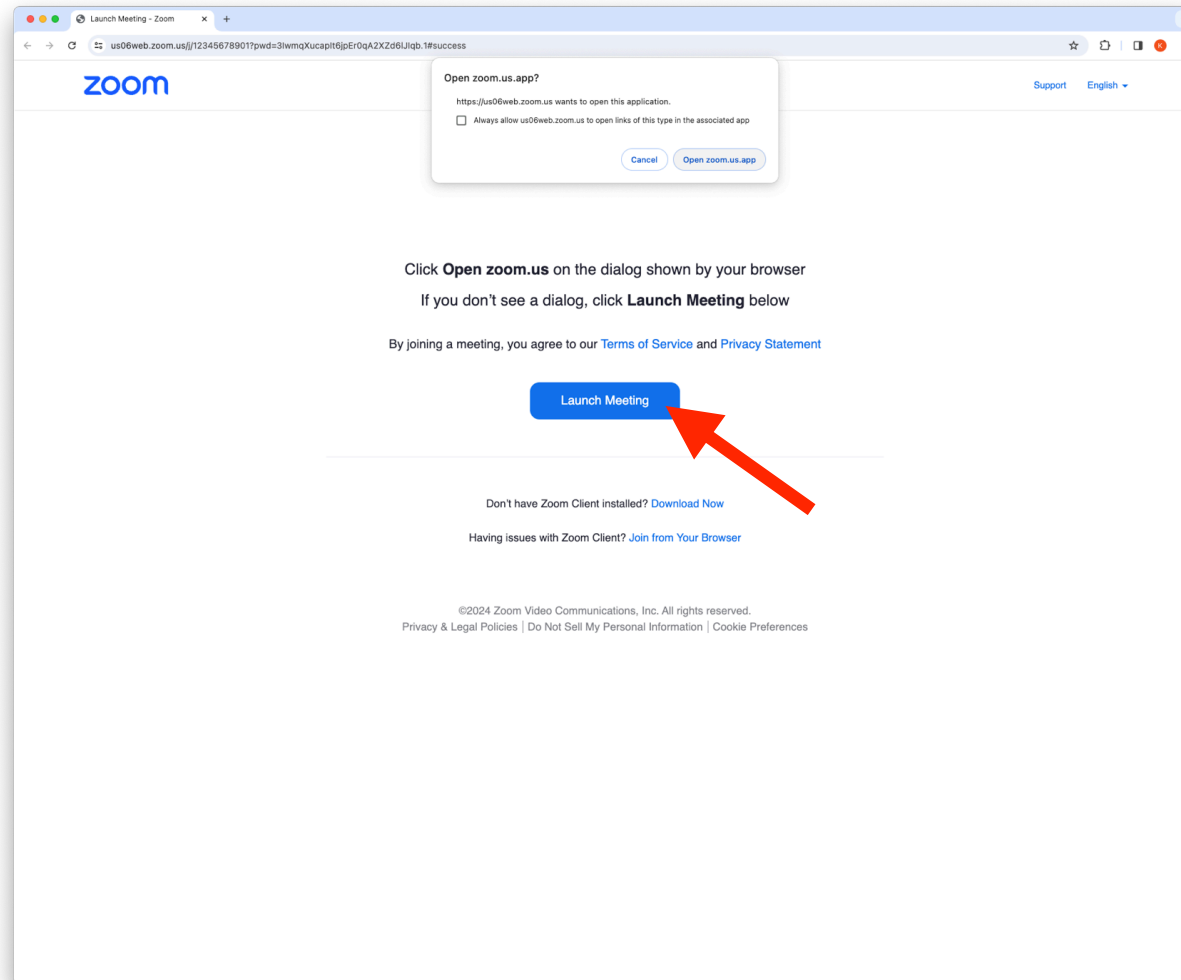 Launch Meeting - Zoom
us06web.zoom.us/j/12345678901?pwd=3IwmqXucapIt6jpEr0qA2XZd6lJlqb.1#success
zoom
Support English
Open zoom.us.app?
https://us06web.zoom.us wants to open this application.
Always allow us06web.zoom.us to open links of this type in the associated app
Cancel Open zoom.us.app
Click Open zoom.us on the dialog shown by your browser
If you don’t see a dialog, click Launch Meeting below
By joining a meeting, you agree to our Terms of Service and Privacy Statement
Launch Meeting
Don’t have Zoom Client installed? Download Now
Having issues with Zoom Client? Join from Your Browser
©2024 Zoom Video Communications, Inc. All rights reserved.
Privacy & Legal Policies | Do Not Sell My Personal Information | Cookie Preferences
K